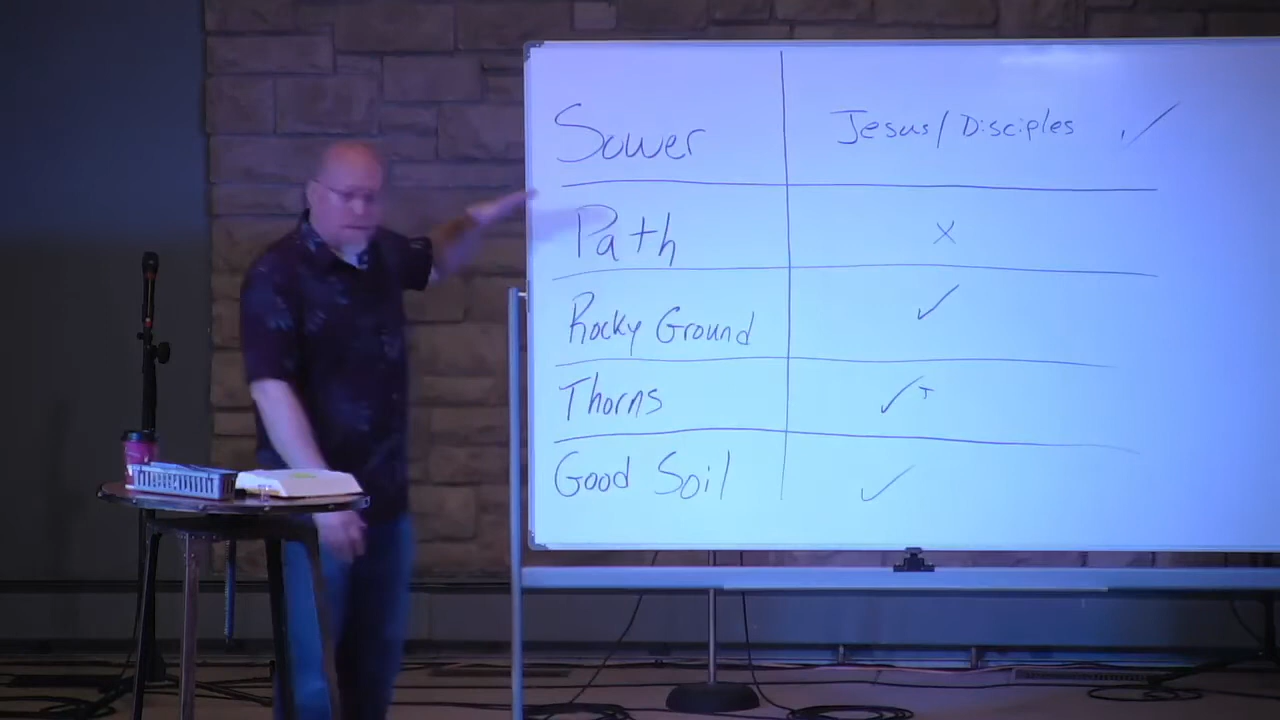 Sower Jesus/Disciples ✓
Path x
Rocky Ground ✓
Thorns ✓+
Good Soil ✓